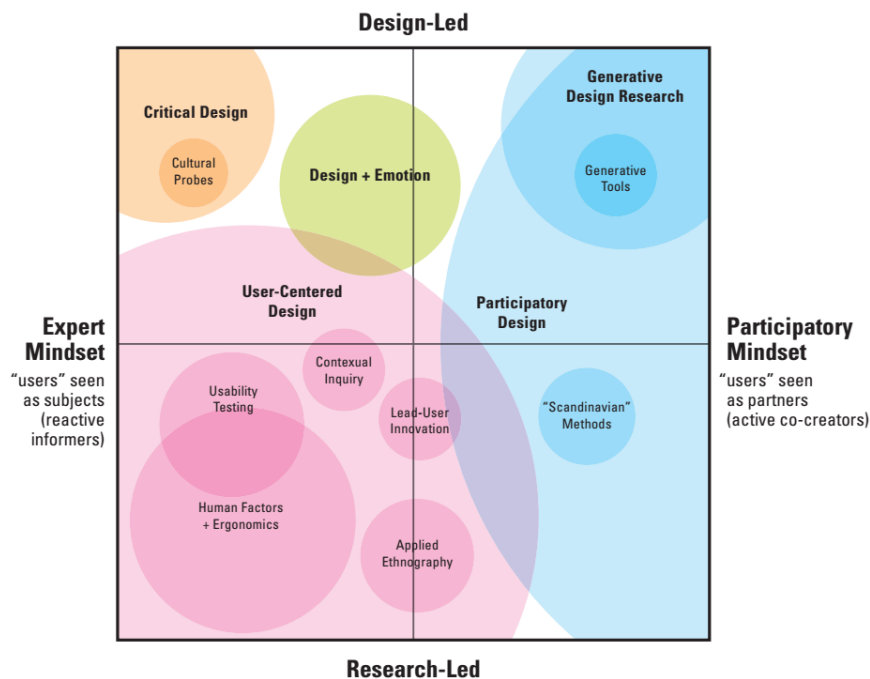 Design-Led
Generative
Design Research
Critical Design
Cultural
Probes
Design + Emotion
Generative
Tools
User-Centered
Design
Participatory
Design
Expert
Mindset
"users" seen
as subjects
(reactive
informers)
Participatory
Mindset
"users" seen
as partners
(active co-creators)
Contexual
Inquiry
Usability
Testing
Lead-User
Innovation
"Scandinavian"
Methods
Human Factors
+ Ergonomics
Applied
Ethnography
Research-Led